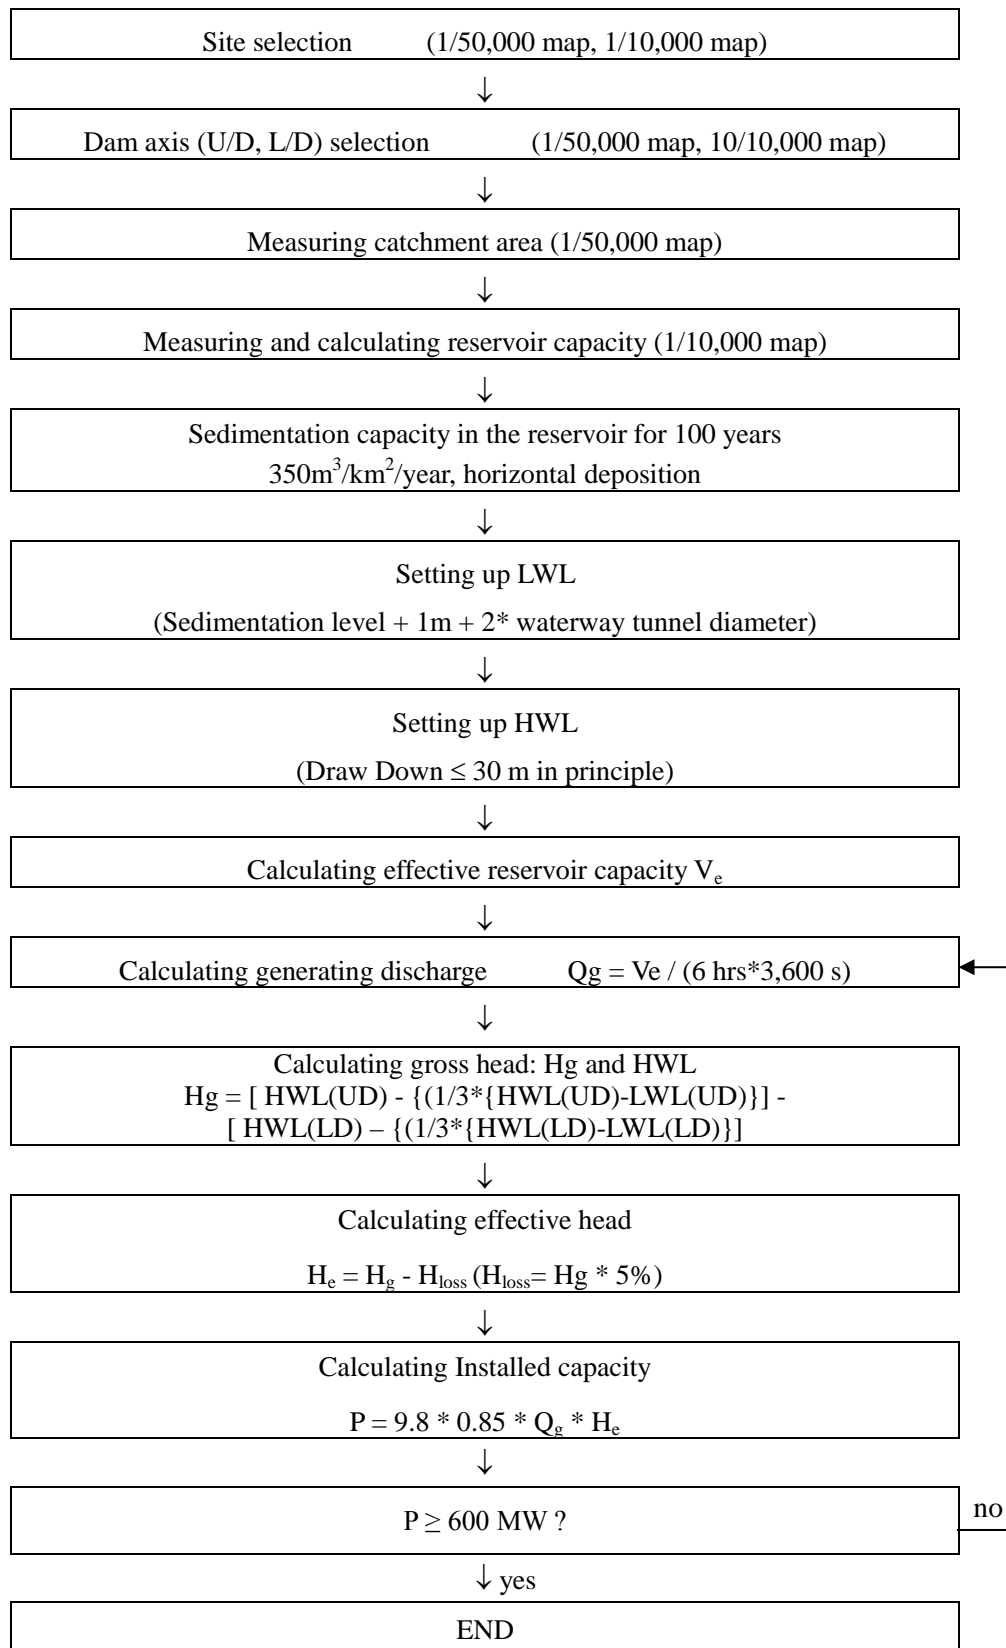 Site selection (1/50,000 map, 1/10,000 map)
↓
Dam axis (U/D, L/D) selection (1/50,000 map, 10/10,000 map)
↓
Measuring catchment area (1/50,000 map)
↓
Measuring and calculating reservoir capacity (1/10,000 map)
↓
Sedimentation capacity in the reservoir for 100 years
350m³/km²/year, horizontal deposition
↓
Setting up LWL
(Sedimentation level + 1m + 2* waterway tunnel diameter)
↓
Setting up HWL
(Draw Down ≤ 30 m in principle)
↓
Calculating effective reservoir capacity Vₑ
↓
Calculating generating discharge Qg = Ve / (6 hrs*3,600 s)
↓
Calculating gross head: Hg and HWL
Hg = [ HWL(UD) - {(1/3*{HWL(UD)-LWL(UD)}] -
[ HWL(LD) – {(1/3*{HWL(LD)-LWL(LD)}]
↓
Calculating effective head
Hₑ = H_g - H_loss (H_loss= Hg * 5%)
↓
Calculating Installed capacity
P = 9.8 * 0.85 * Q_g * Hₑ
↓
P ≥ 600 MW ? no
↓ yes
END